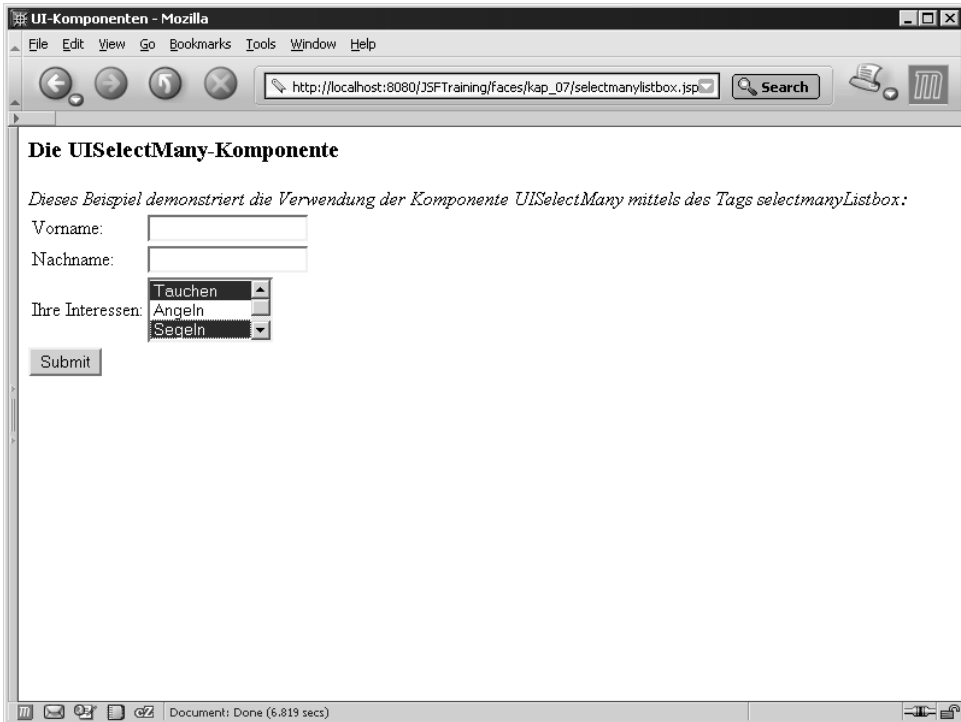 UI-Komponenten - Mozilla
File Edit View Go Bookmarks Tools Window Help
http://localhost:8080/JSFTraining/faces/kap_07/selectmanylistbox.jsp
Search
Die UISelectMany-Komponente
Dieses Beispiel demonstriert die Verwendung der Komponente UISelectMany mittels des Tags selectmanyListbox:
Vorname:
Nachname:
Ihre Interessen:
Tauchen
Angeln
Segeln
Submit
Document: Done (6.819 secs)